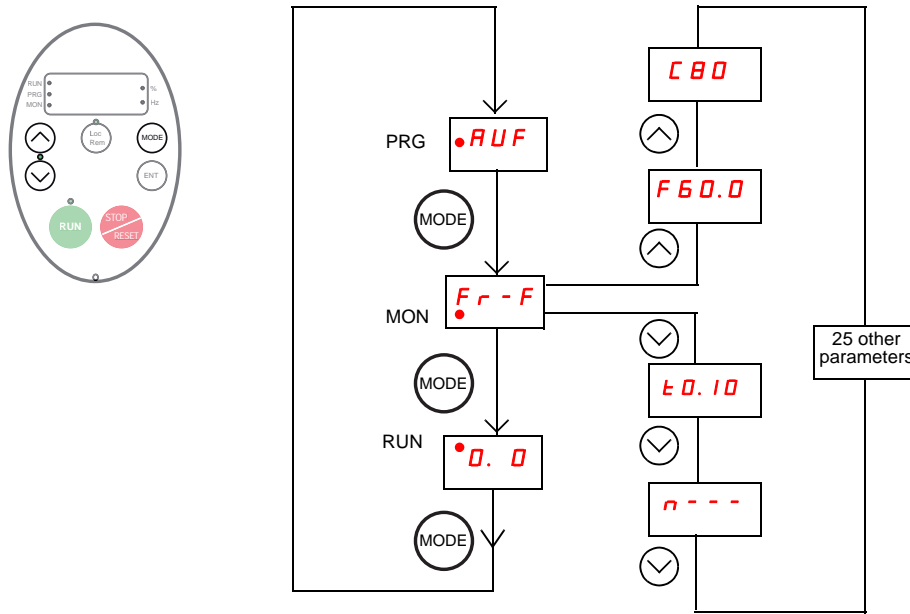 RUN
PRG
MON
%
Hz
Loc
Rem
MODE
ENT
RUN
STOP
RESET
PRG
AUF
MODE
MON
Fr-F
MODE
RUN
0. 0
MODE
C80
F60.0
t0.10
n---
25 other
parameters